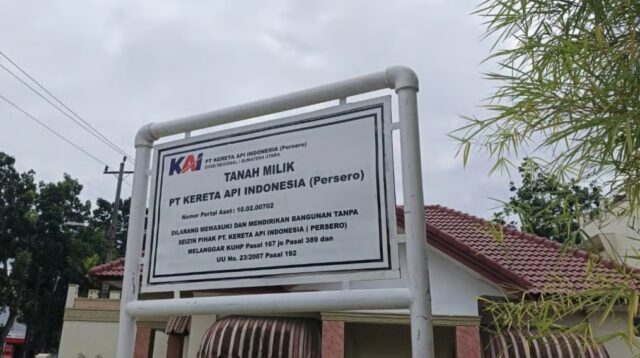 KAI PT KERETA API INDONESIA (Persero)
DIVISI REGIONAL I SUMATERA UTARA
TANAH MILIK
PT KERETA API INDONESIA (Persero)
Nomor Portal Aset : 10.02.00702
DILARANG MEMASUKI DAN MENDIRIKAN BANGUNAN TANPA
SEIZIN PIHAK PT. KERETA API INDONESIA ( PERSERO)
MELANGGAR KUHP Pasal 167 jo Pasal 389 dan
UU No. 23/2007 Pasal 192